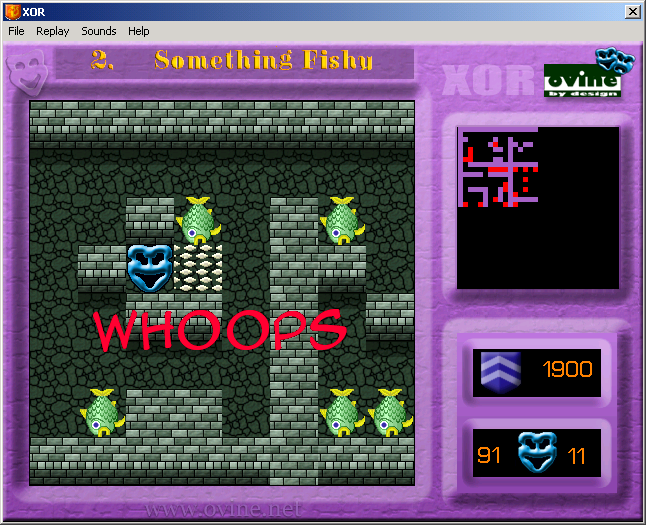 XOR
File Replay Sounds Help
2. Something Fishy
XOR
ovine
by design
WHOOPS
1900
91 11
www.ovine.net